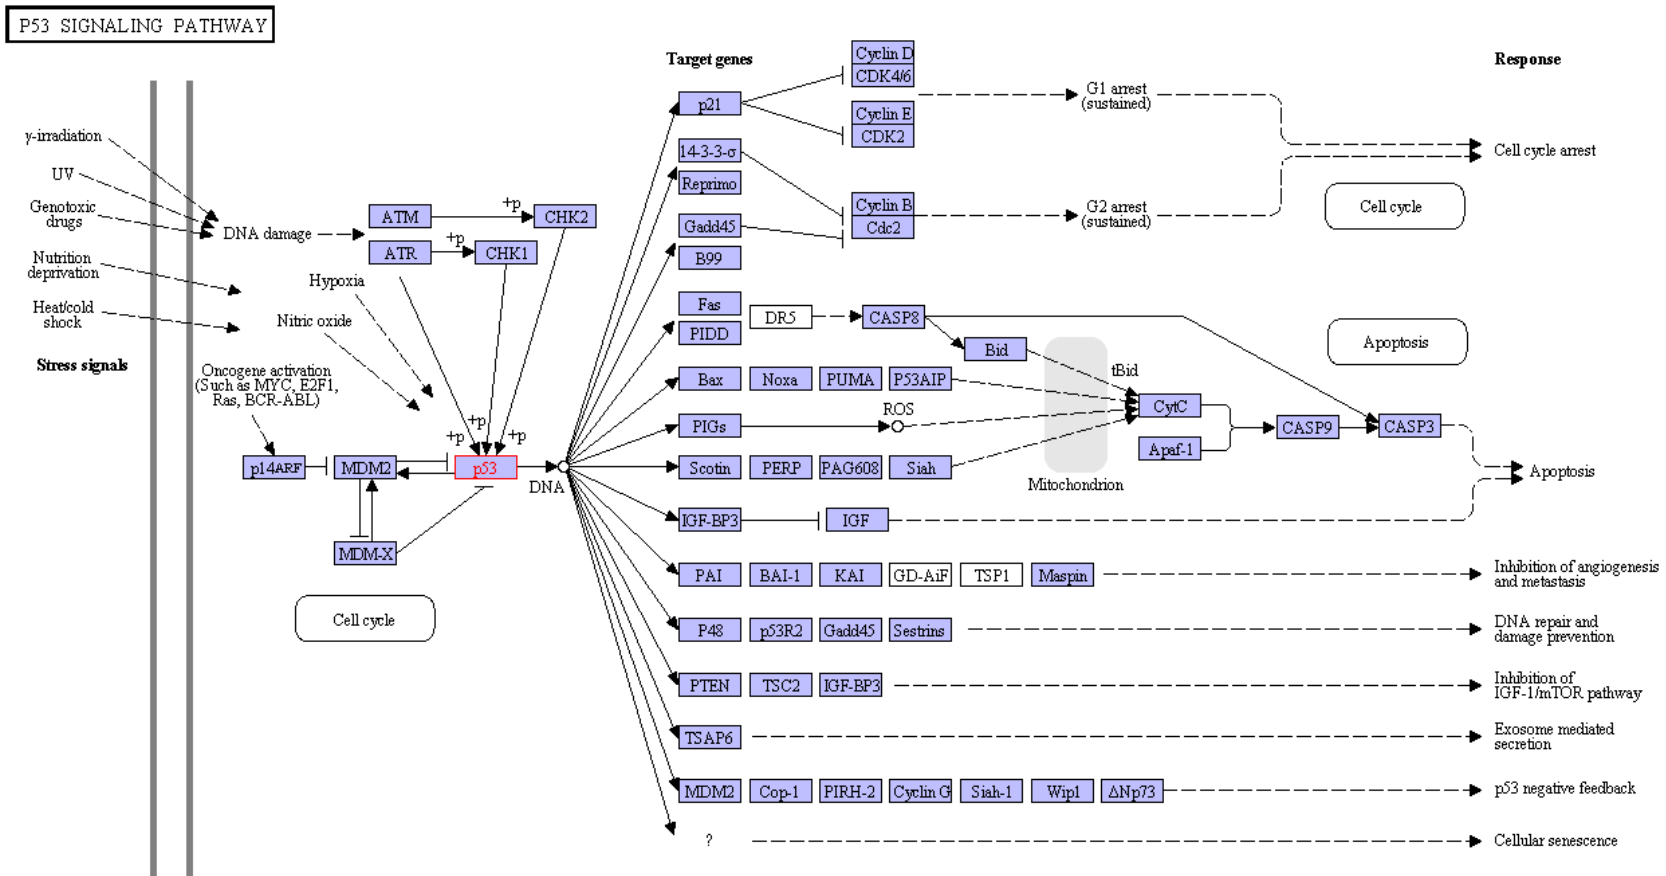 P53 SIGNALING PATHWAY
Target genes
Response
γ-irradiation
UV
Genotoxic
drugs
Nutrition
deprivation
Heat/cold
shock
Stress signals
DNA damage
ATM
+p
CHK2
ATR
+p
CHK1
Hypoxia
Nitric oxide
Oncogene activation
(Such as MYC, E2F1,
Ras, BCR-ABL)
+p
+p
+p
p14ARF
MDM2
p53
DNA
MDM-X
Cell cycle
p21
Cyclin D
CDK4/6
Cyclin E
CDK2
G1 arrest
(sustained)
14-3-3-σ
Reprimo
Gadd45
B99
Cyclin B
Cdc2
G2 arrest
(sustained)
Cell cycle arrest
Cell cycle
Fas
PIDD
DR5
CASP8
Bid
tBid
Apoptosis
Bax
Noxa
PUMA
P53AIP
CytC
PIGs
ROS
CASP9
CASP3
Apaf-1
Scotin
PERP
PAG608
Siah
Mitochondrion
Apoptosis
IGF-BP3
IGF
PAI
BAI-1
KAI
GD-AiF
TSP1
Maspin
Inhibition of angiogenesis
and metastasis
P48
p53R2
Gadd45
Sestrins
DNA repair and
damage prevention
PTEN
TSC2
IGF-BP3
Inhibition of
IGF-1/mTOR pathway
TSAP6
Exosome mediated
secretion
MDM2
Cop-1
PIRH-2
Cyclin G
Siah-1
Wip1
ΔNp73
p53 negative feedback
?
Cellular senescence